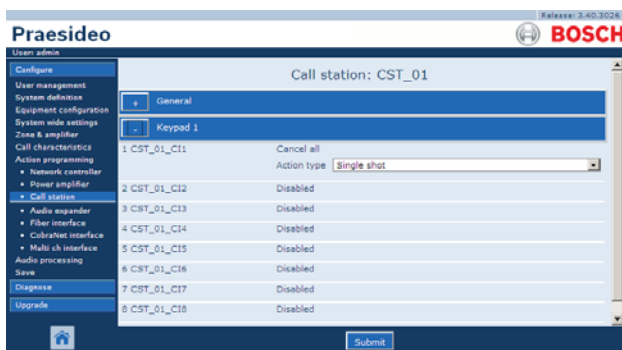 Release: 3.40.3026
Praesideo
BOSCH
User: admin
Configure
User management
System definition
Equipment configuration
System wide settings
Zone & amplifier
Call characteristics
Action programming
• Network controller
• Power amplifier
• Call station
• Audio expander
• Fiber interface
• CobraNet interface
• Multi ch interface
Audio processing
Save
Diagnose
Upgrade
Call station: CST_01
+ General
- Keypad 1
1 CST_01_CI1 Cancel all
Action type Single shot
2 CST_01_CI2 Disabled
3 CST_01_CI3 Disabled
4 CST_01_CI4 Disabled
5 CST_01_CI5 Disabled
6 CST_01_CI6 Disabled
7 CST_01_CI7 Disabled
8 CST_01_CI8 Disabled
Submit